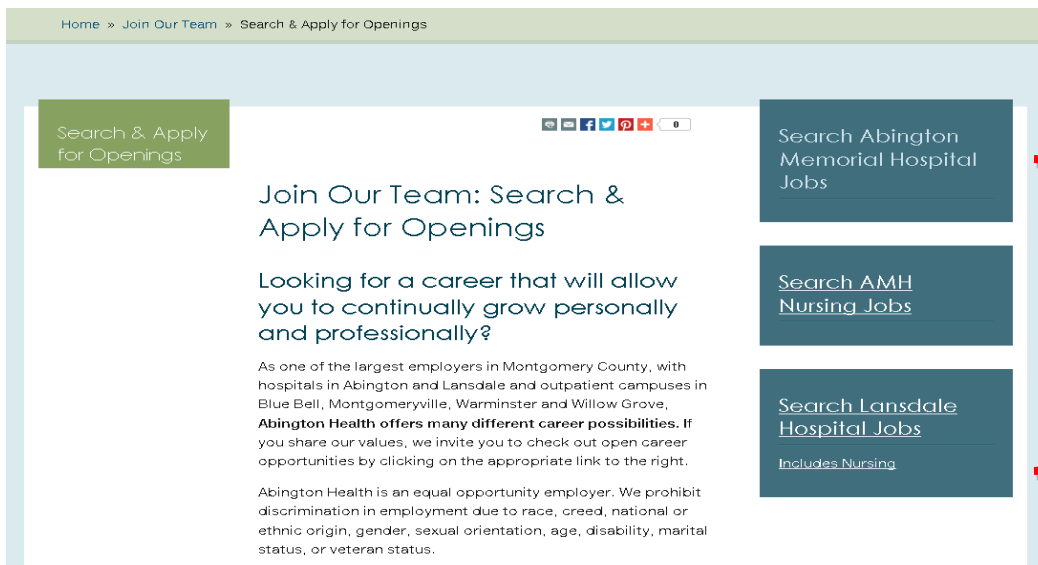 Home » Join Our Team » Search & Apply for Openings
Search & Apply
for Openings
0
Join Our Team: Search &
Apply for Openings
Looking for a career that will allow
you to continually grow personally
and professionally?
As one of the largest employers in Montgomery County, with
hospitals in Abington and Lansdale and outpatient campuses in
Blue Bell, Montgomeryville, Warminster and Willow Grove,
Abington Health offers many different career possibilities. If
you share our values, we invite you to check out open career
opportunities by clicking on the appropriate link to the right.
Abington Health is an equal opportunity employer. We prohibit
discrimination in employment due to race, creed, national or
ethnic origin, gender, sexual orientation, age, disability, marital
status, or veteran status.
Search Abington
Memorial Hospital
Jobs
Search AMH
Nursing Jobs
Search Lansdale
Hospital Jobs
Includes Nursing